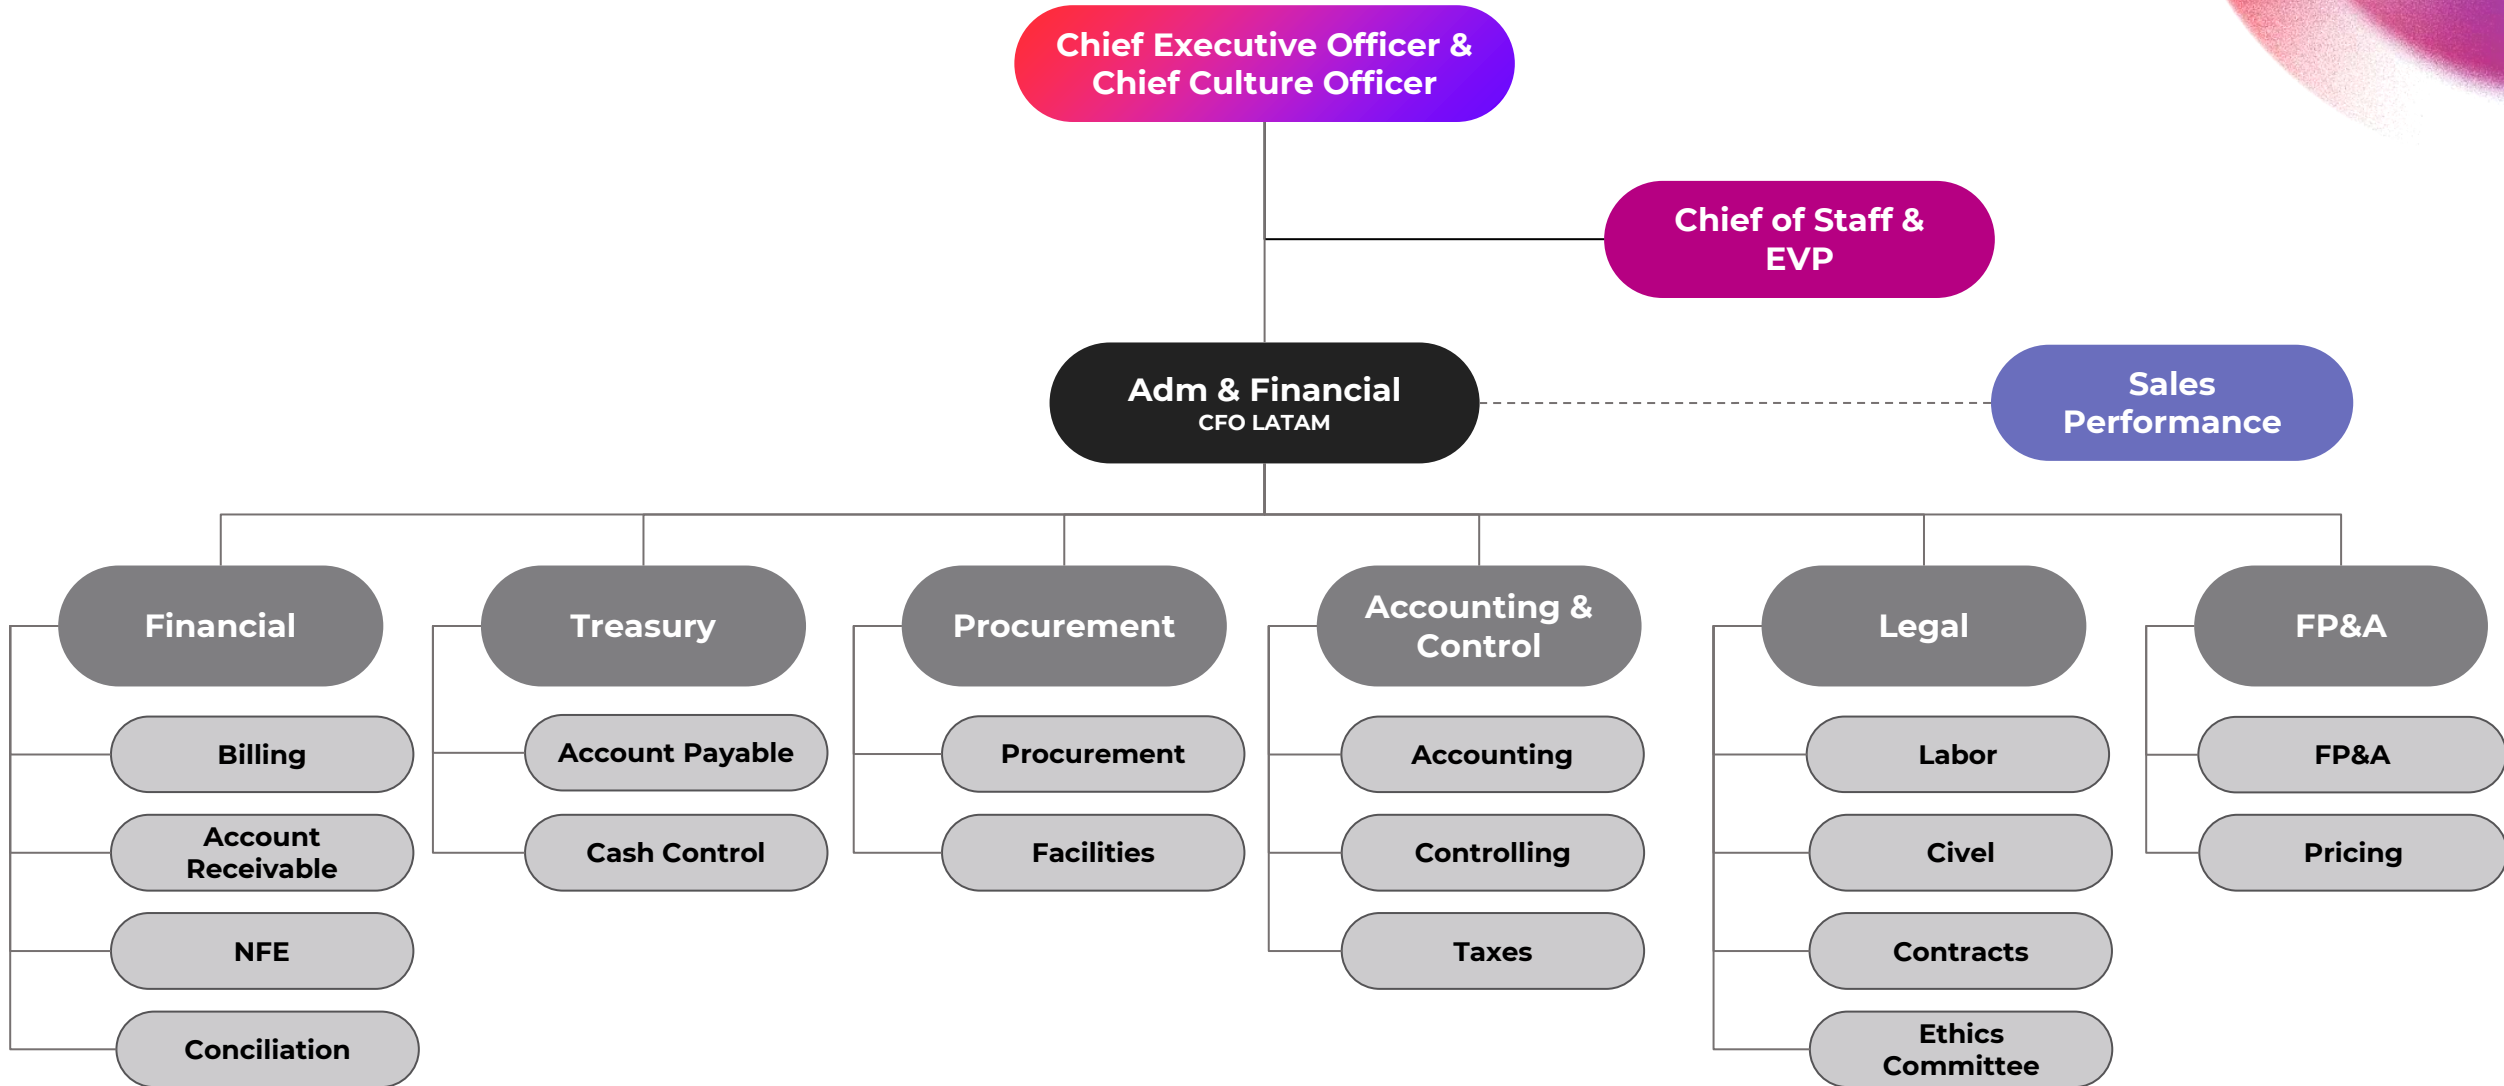 Chief Executive Officer &
Chief Culture Officer
Chief of Staff &
EVP
Adm & Financial
CFO LATAM
Sales
Performance
Financial
Treasury
Procurement
Accounting &
Control
Legal
FP&A
Billing
Account
Receivable
NFE
Conciliation
Account Payable
Cash Control
Procurement
Facilities
Accounting
Controlling
Taxes
Labor
Civel
Contracts
Ethics
Committee
FP&A
Pricing